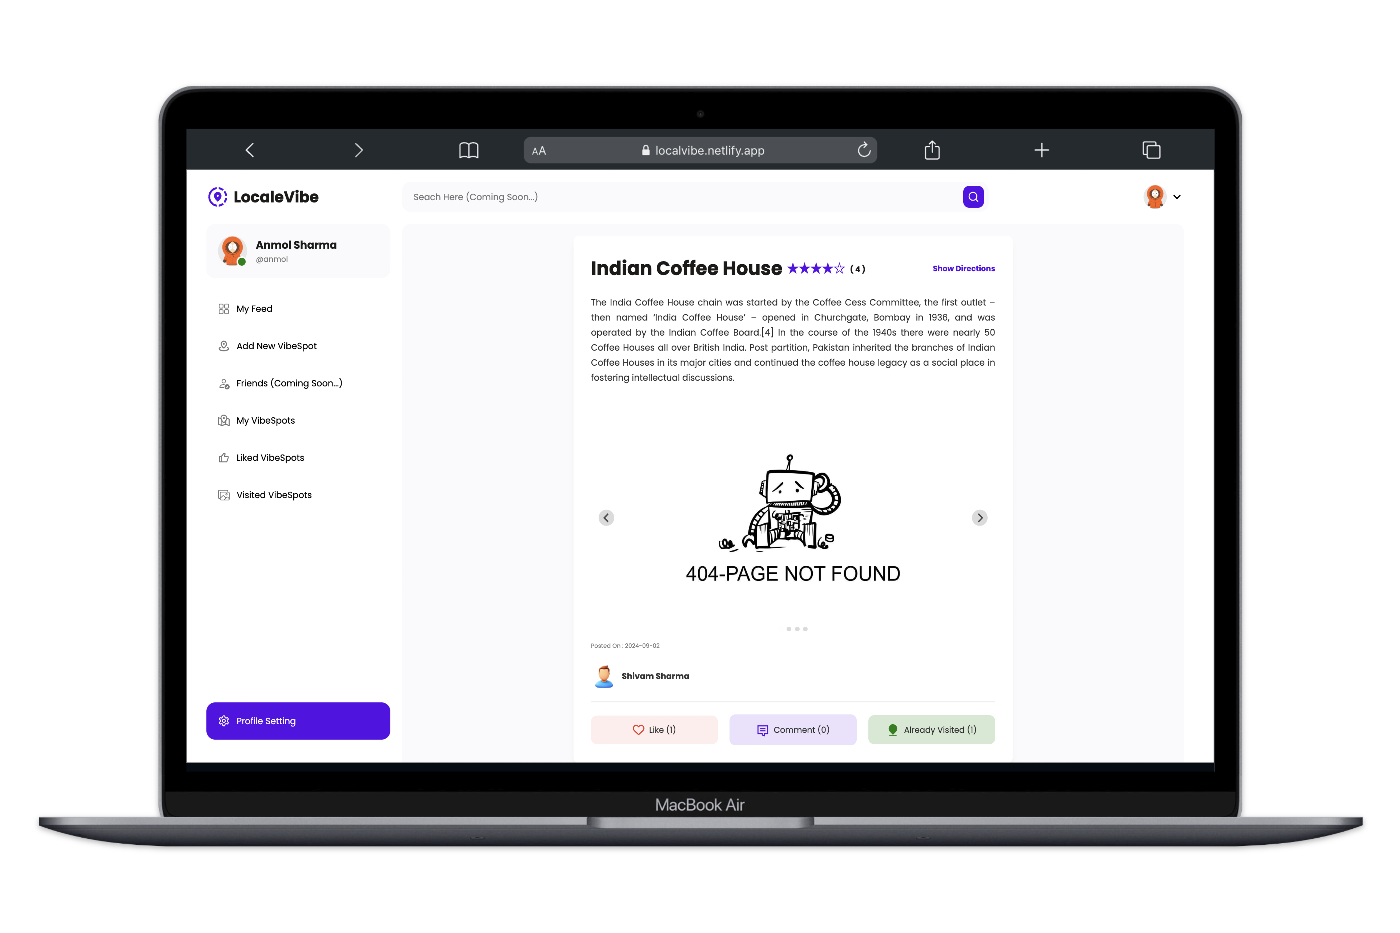 AA localvibe.netlify.app
LocaleVibe
Seach Here (Coming Soon...)
Anmol Sharma
@anmol
My Feed
Add New VibeSpot
Friends (Coming Soon...)
My VibeSpots
Liked VibeSpots
Visited VibeSpots
Profile Setting
Indian Coffee House ( 4 )
Show Directions
The India Coffee House chain was started by the Coffee Cess Committee, the first outlet –
then named 'India Coffee House' – opened in Churchgate, Bombay in 1936, and was
operated by the Indian Coffee Board.[4] In the course of the 1940s there were nearly 50
Coffee Houses all over British India. Post partition, Pakistan inherited the branches of Indian
Coffee Houses in its major cities and continued the coffee house legacy as a social place in
fostering intellectual discussions.
404-PAGE NOT FOUND
Posted On : 2024-09-02
Shivam Sharma
Like (1)
Comment (0)
Already Visited (1)
MacBook Air